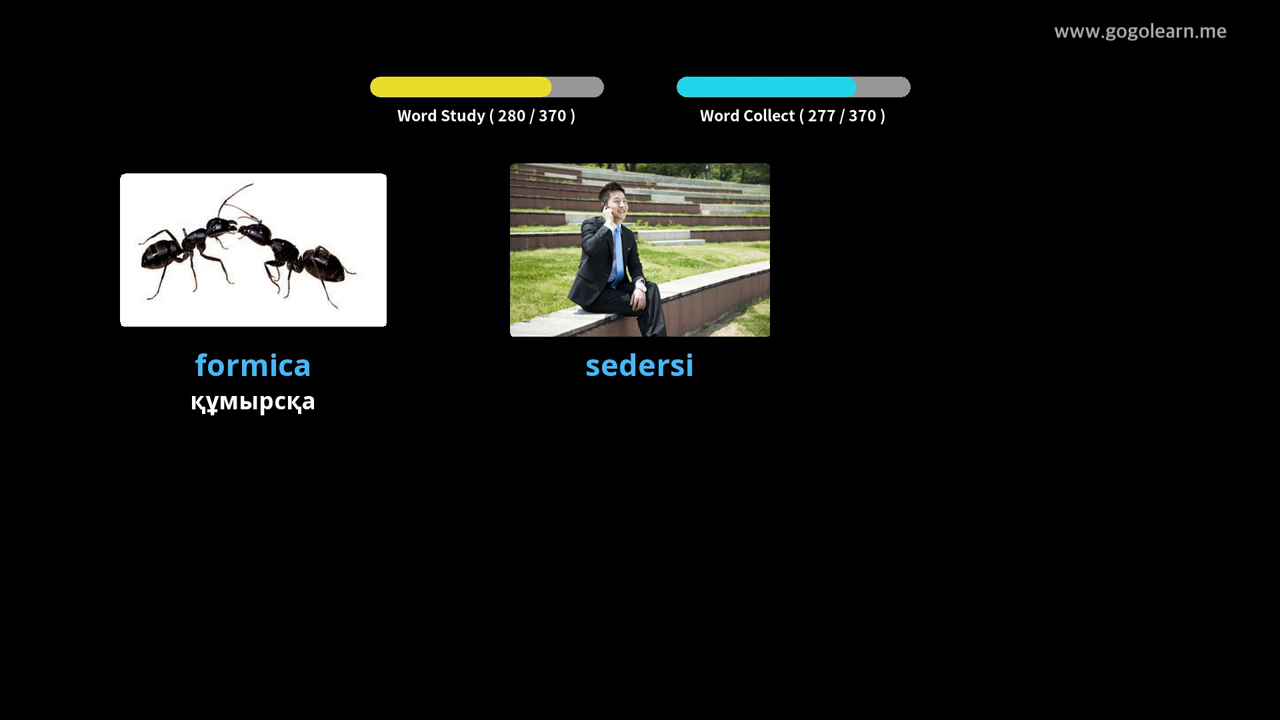 www.gogolearn.me
Word Study ( 280 / 370 )
Word Collect ( 277 / 370 )
formica
құмырсқа
sedersi